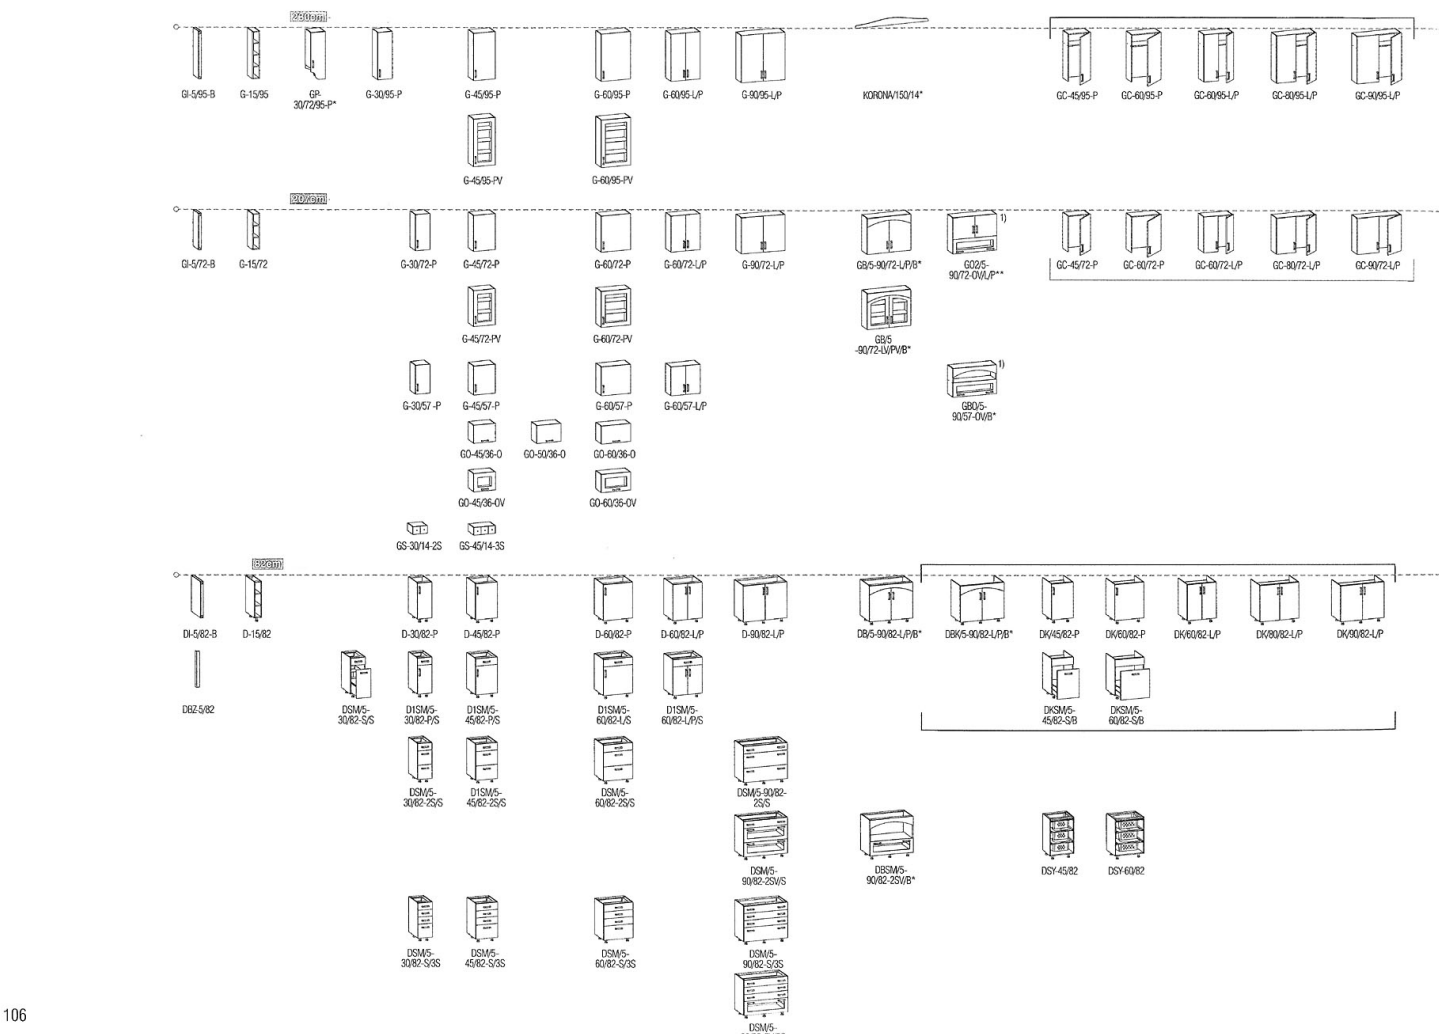 230cm
GI-5/95-B G-15/95 GP-
30/72/95-P* G-30/95-P G-45/95-P G-60/95-P G-60/95-L/P G-90/95-L/P KORONA/150/14* GC-45/95-P GC-60/95-P GC-60/95-L/P GC-80/95-L/P GC-90/95-L/P
G-45/95-PV G-60/95-PV
207cm
1)
GI-5/72-B G-15/72 G-30/72-P G-45/72-P G-60/72-P G-60/72-L/P G-90/72-L/P GB/5-90/72-L/P/B* GO2/5-
90/72-OV/L/P** GC-45/72-P GC-60/72-P GC-60/72-L/P GC-80/72-L/P GC-90/72-L/P
G-45/72-PV G-60/72-PV GB/5
-90/72-LV/PV/B*
1)
G-30/57 -P G-45/57-P G-60/57-P G-60/57-L/P GBO/5-
90/57-OV/B*
GO-45/36-O GO-50/36-O GO-60/36-O
GO-45/36-OV GO-60/36-OV
GS-30/14-2S GS-45/14-3S
82cm
DI-5/82-B D-15/82 D-30/82-P D-45/82-P D-60/82-P D-60/82-L/P D-90/82-L/P DB/5-90/82-L/P/B* DBK/5-90/82-L/P/B* DK/45/82-P DK/60/82-P DK/60/82-L/P DK/80/82-L/P DK/90/82-L/P
DBZ-5/82 DSM/5-
30/82-S/S D1SM/5-
30/82-P/S D1SM/5-
45/82-P/S D1SM/5-
60/82-L/S D1SM/5-
60/82-L/P/S DKSM/5-
45/82-S/B DKSM/5-
60/82-S/B
DSM/5-
30/82-2S/S D1SM/5-
45/82-2S/S DSM/5-
60/82-2S/S DSM/5-90/82-
2S/S
DSM/5-
90/82-2SV/S DBSM/5-
90/82-2SV/B* DSY-45/82 DSY-60/82
DSM/5-
30/82-S/3S DSM/5-
45/82-S/3S DSM/5-
60/82-S/3S DSM/5-
90/82-S/3S
DSM/5-
106